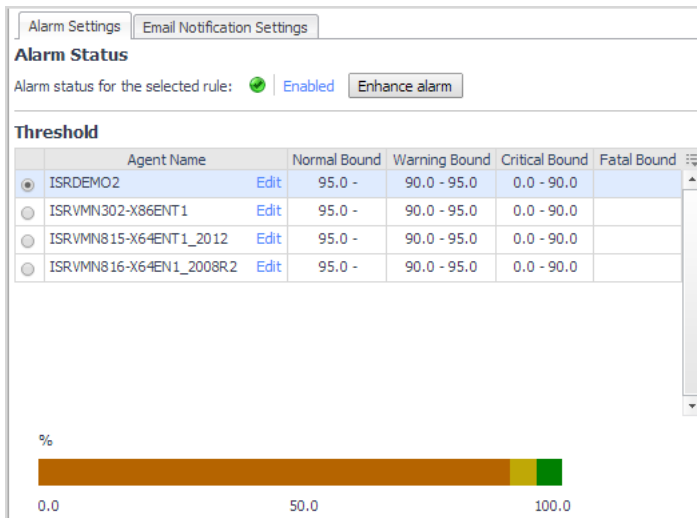 Alarm Settings Email Notification Settings
Alarm Status
Alarm status for the selected rule: Enabled Enhance alarm
Threshold
Agent Name Normal Bound Warning Bound Critical Bound Fatal Bound
ISRDEMO2 Edit 95.0 - 90.0 - 95.0 0.0 - 90.0
ISRVMN302-X86ENT1 Edit 95.0 - 90.0 - 95.0 0.0 - 90.0
ISRVMN815-X64ENT1_2012 Edit 95.0 - 90.0 - 95.0 0.0 - 90.0
ISRVMN816-X64EN1_2008R2 Edit 95.0 - 90.0 - 95.0 0.0 - 90.0
%
0.0 50.0 100.0